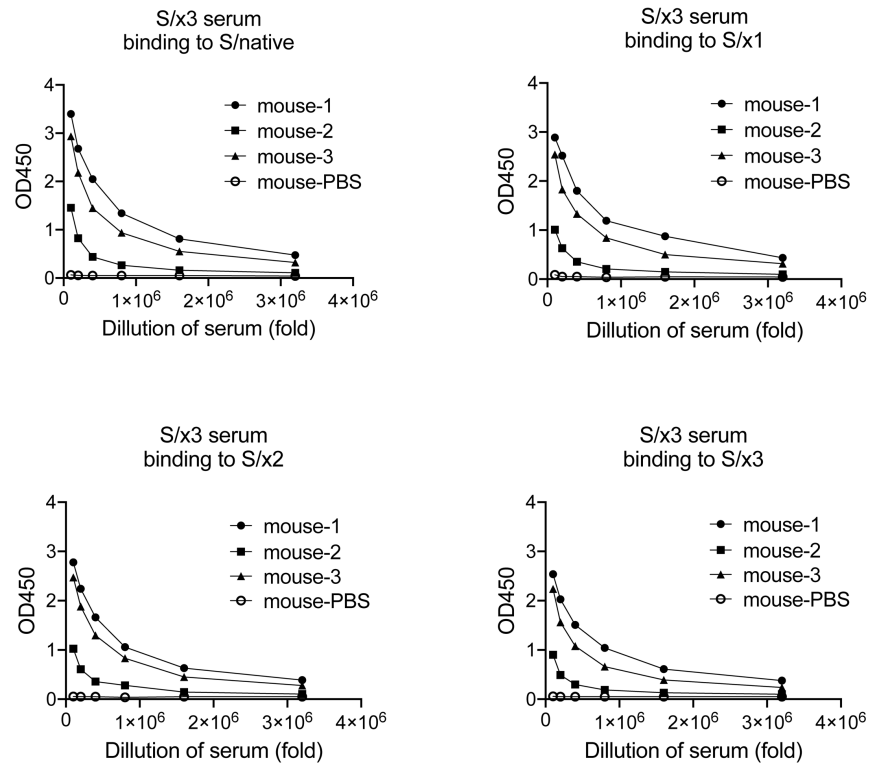 S/x3 serum
binding to S/native
4
3
2
1
0
OD450
mouse-1
mouse-2
mouse-3
mouse-PBS
0
1×10⁶
2×10⁶
3×10⁶
4×10⁶
Dillution of serum (fold)
S/x3 serum
binding to S/x1
4
3
2
1
0
OD450
mouse-1
mouse-2
mouse-3
mouse-PBS
0
1×10⁶
2×10⁶
3×10⁶
4×10⁶
Dillution of serum (fold)
S/x3 serum
binding to S/x2
4
3
2
1
0
OD450
mouse-1
mouse-2
mouse-3
mouse-PBS
0
1×10⁶
2×10⁶
3×10⁶
4×10⁶
Dillution of serum (fold)
S/x3 serum
binding to S/x3
4
3
2
1
0
OD450
mouse-1
mouse-2
mouse-3
mouse-PBS
0
1×10⁶
2×10⁶
3×10⁶
4×10⁶
Dillution of serum (fold)